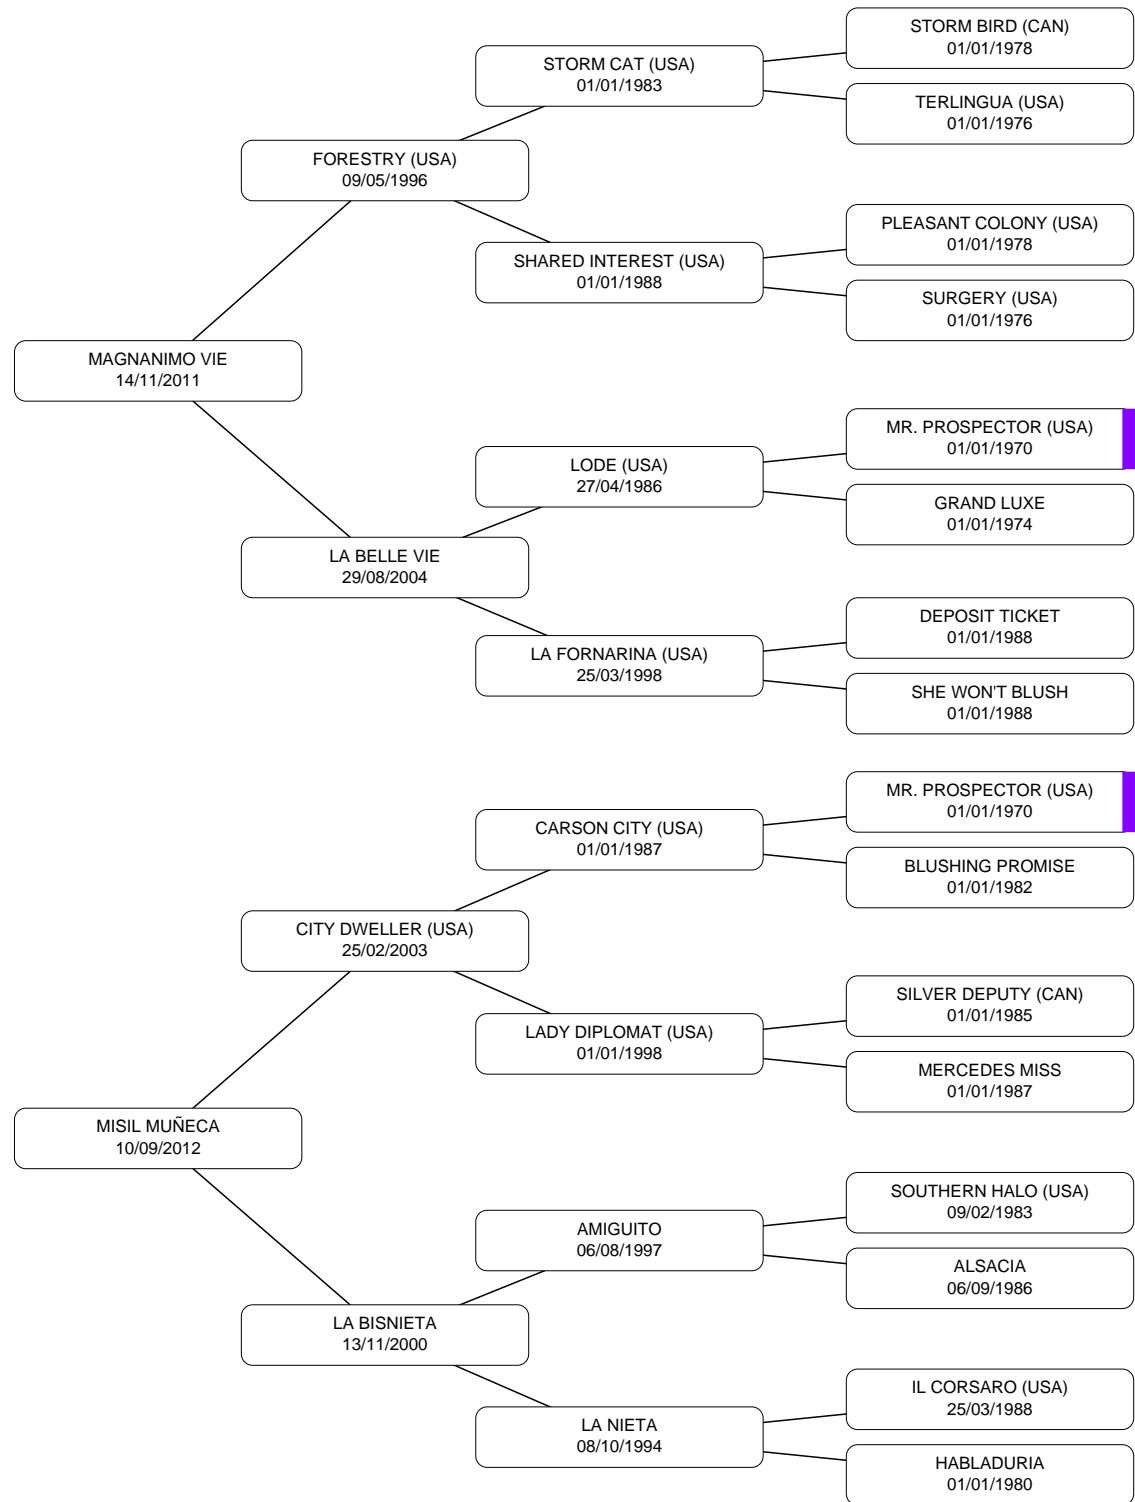 STORM BIRD (CAN)
01/01/1978
STORM CAT (USA)
01/01/1983
TERLINGUA (USA)
01/01/1976
FORESTRY (USA)
09/05/1996
PLEASANT COLONY (USA)
01/01/1978
SHARED INTEREST (USA)
01/01/1988
SURGERY (USA)
01/01/1976
MAGNANIMO VIE
14/11/2011
MR. PROSPECTOR (USA)
01/01/1970
LODE (USA)
27/04/1986
GRAND LUXE
01/01/1974
LA BELLE VIE
29/08/2004
DEPOSIT TICKET
01/01/1988
LA FORNARINA (USA)
25/03/1998
SHE WON'T BLUSH
01/01/1988
MR. PROSPECTOR (USA)
01/01/1970
CARSON CITY (USA)
01/01/1987
BLUSHING PROMISE
01/01/1982
CITY DWELLER (USA)
25/02/2003
SILVER DEPUTY (CAN)
01/01/1985
LADY DIPLOMAT (USA)
01/01/1998
MERCEDES MISS
01/01/1987
MISIL MUÑECA
10/09/2012
SOUTHERN HALO (USA)
09/02/1983
AMIGUITO
06/08/1997
ALSACIA
06/09/1986
LA BISNIETA
13/11/2000
IL CORSARO (USA)
25/03/1988
LA NIETA
08/10/1994
HABLADURIA
01/01/1980